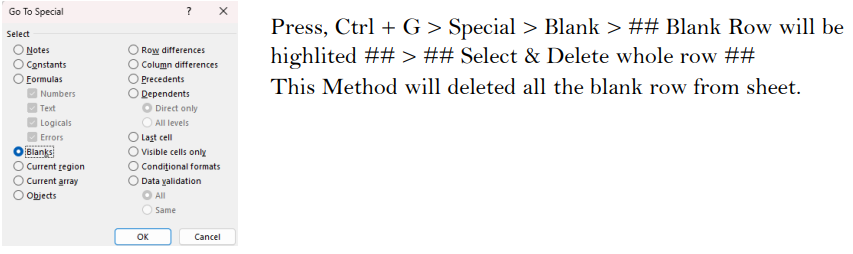 Go To Special ? X
Select
Notes
Constants
Formulas
Numbers
Text
Logicals
Errors
Blanks
Current region
Current array
Objects
Row differences
Column differences
Precedents
Dependents
Direct only
All levels
Last cell
Visible cells only
Conditional formats
Data validation
All
Same
OK Cancel
Press, Ctrl + G > Special > Blank > ## Blank Row will be
highlited ## > ## Select & Delete whole row ##
This Method will deleted all the blank row from sheet.